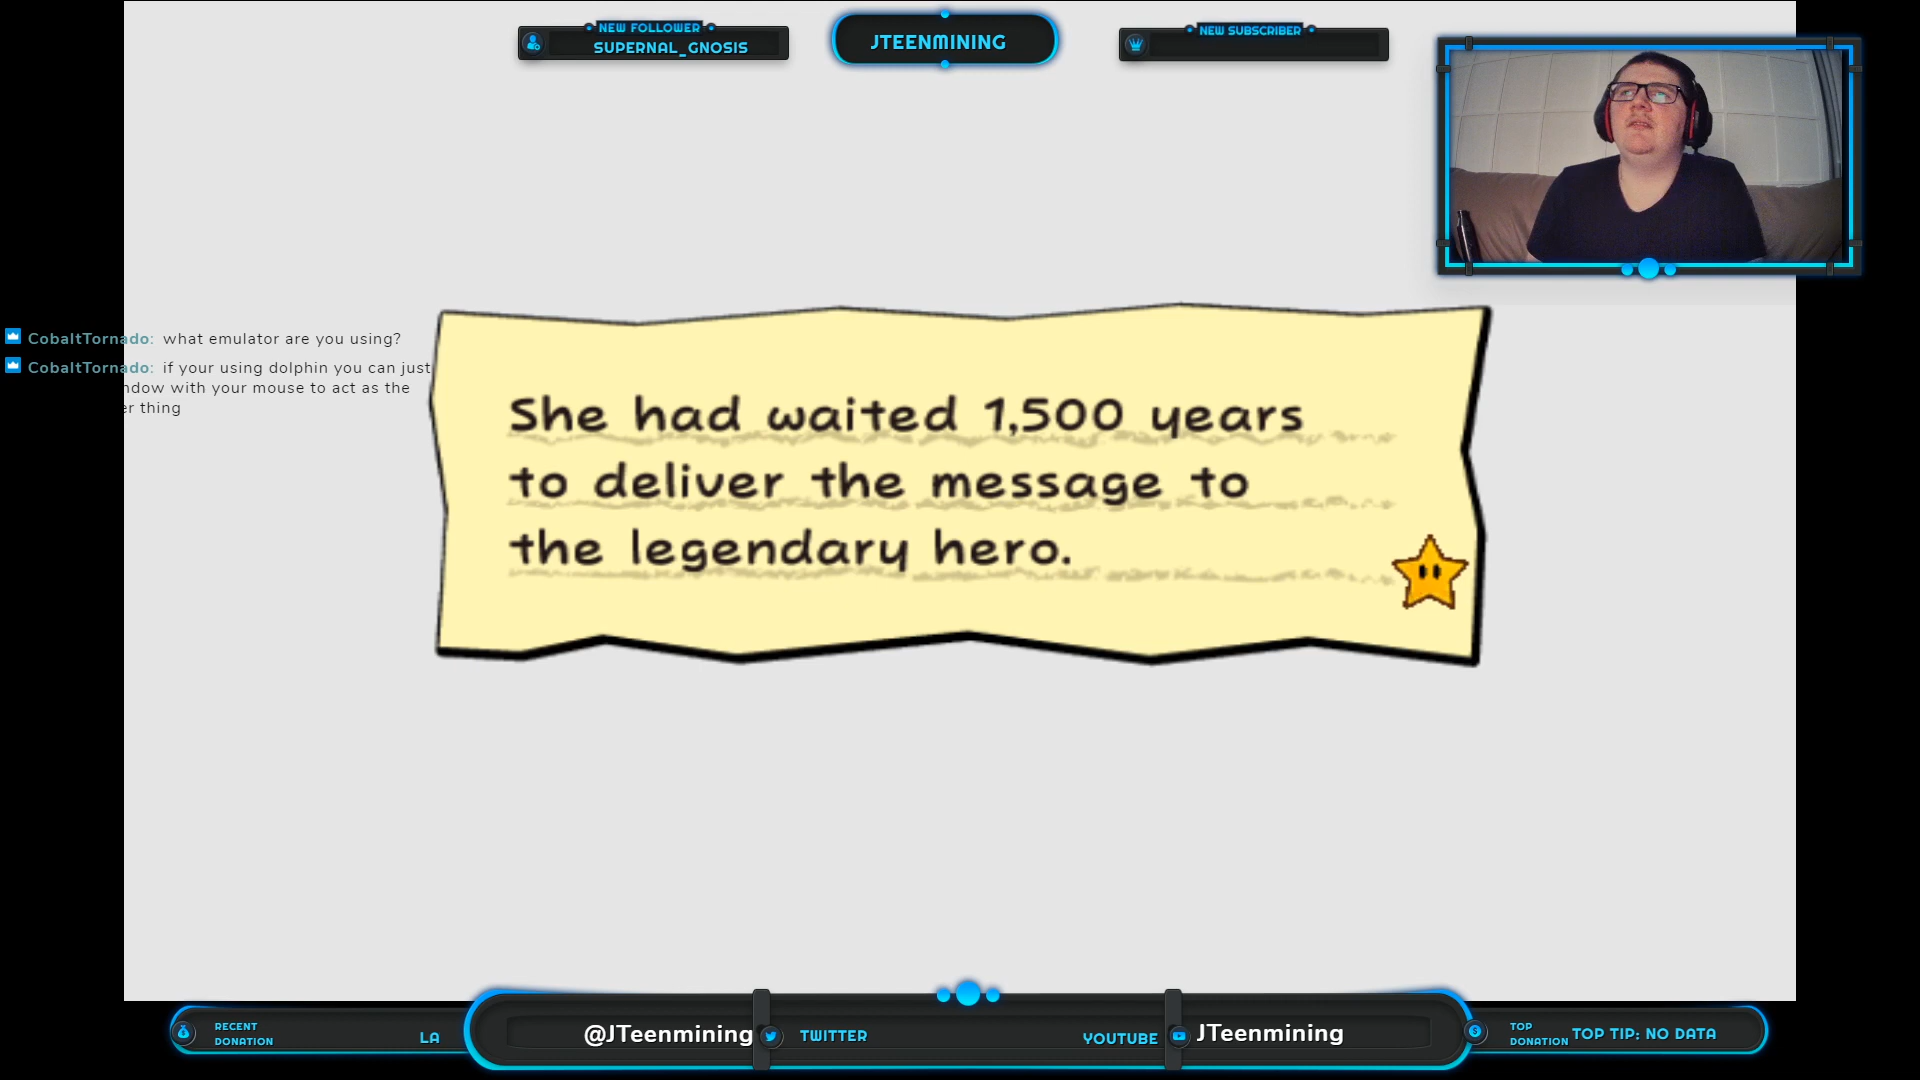 NEW FOLLOWER
SUPERNAL_GNOSIS
JTEENMINING
NEW SUBSCRIBER
CobaltTornado: what emulator are you using?
CobaltTornado: if your using dolphin you can just
ndow with your mouse to act as the
er thing
She had waited 1,500 years
to deliver the message to
the legendary hero.
RECENT
DONATION
LA
@JTeenmining
TWITTER
YOUTUBE
JTeenmining
TOP
DONATION
TOP TIP: NO DATA